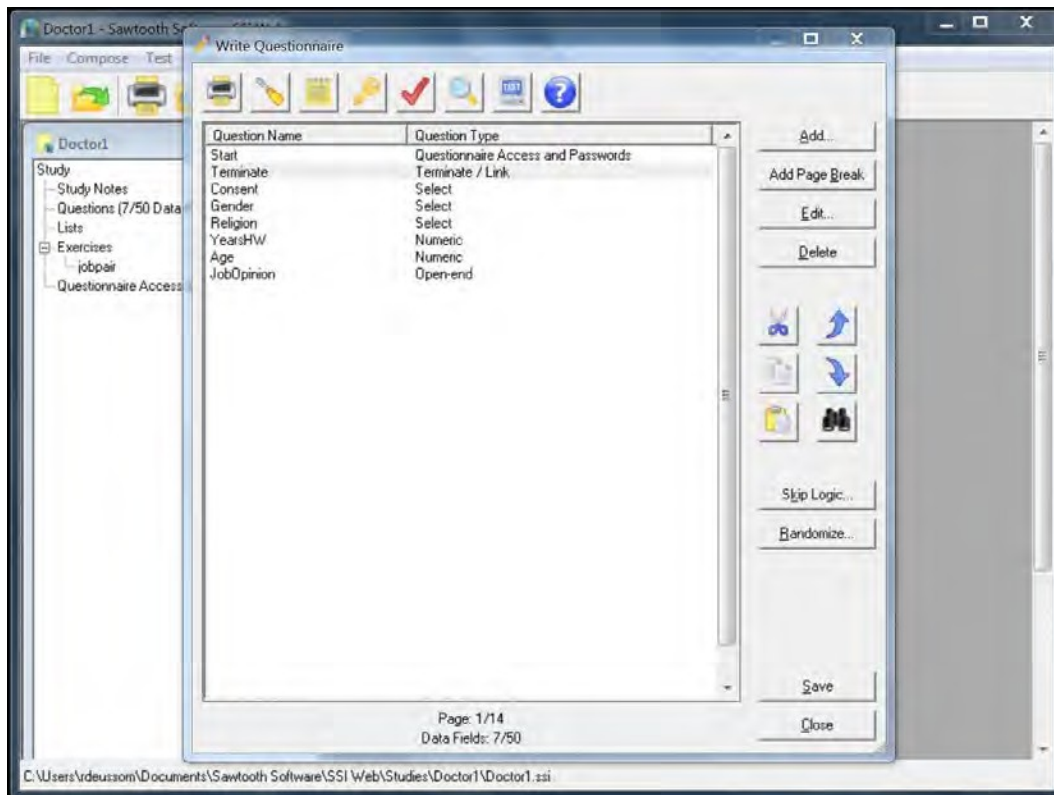 Doctor1 - Sawtooth
Write Questionnaire
File Compose Test
TEST
Doctor1
Study
Study Notes
Questions (7/50 Data
Lists
Exercises
jobpair
Questionnaire Access
Question Name Question Type
Start Questionnaire Access and Passwords
Terminate Terminate / Link
Consent Select
Gender Select
Religion Select
YearsHW Numeric
Age Numeric
JobOpinion Open-end
Add...
Add Page Break
Edit...
Delete
Skip Logic...
Randomize...
Save
Close
Page: 1/14
Data Fields: 7/50
C:\Users\rdeussom\Documents\Sawtooth Software\SSI Web\Studies\Doctor1\Doctor1.ssi